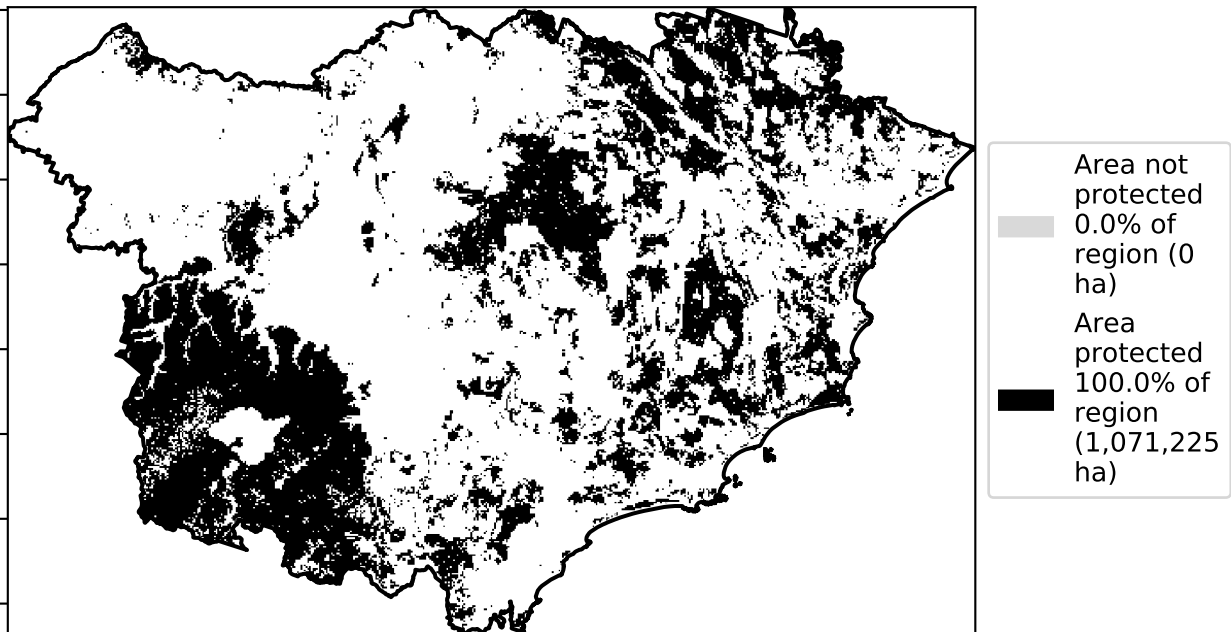 Area not
protected
0.0% of
region (0
ha)
Area
protected
100.0% of
region
(1,071,225
ha)